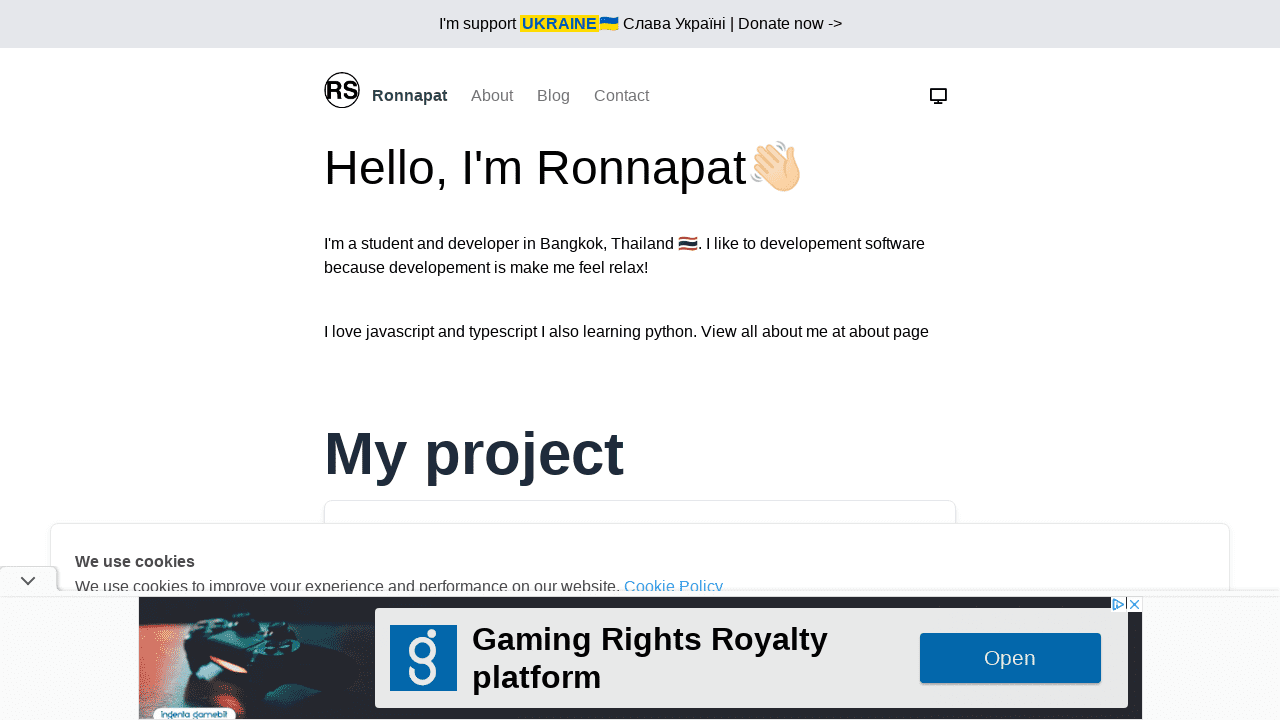 I'm support UKRAINE🇺🇦 Слава Україні | Donate now ->
RS Ronnapat About Blog Contact
Hello, I'm Ronnapat👋🏻
I'm a student and developer in Bangkok, Thailand 🇹🇭. I like to developement software
because developement is make me feel relax!
I love javascript and typescript I also learning python. View all about me at about page
My project
We use cookies
We use cookies to improve your experience and performance on our website. Cookie Policy
Gaming Rights Royalty
platform
Open
ingenia gamebit